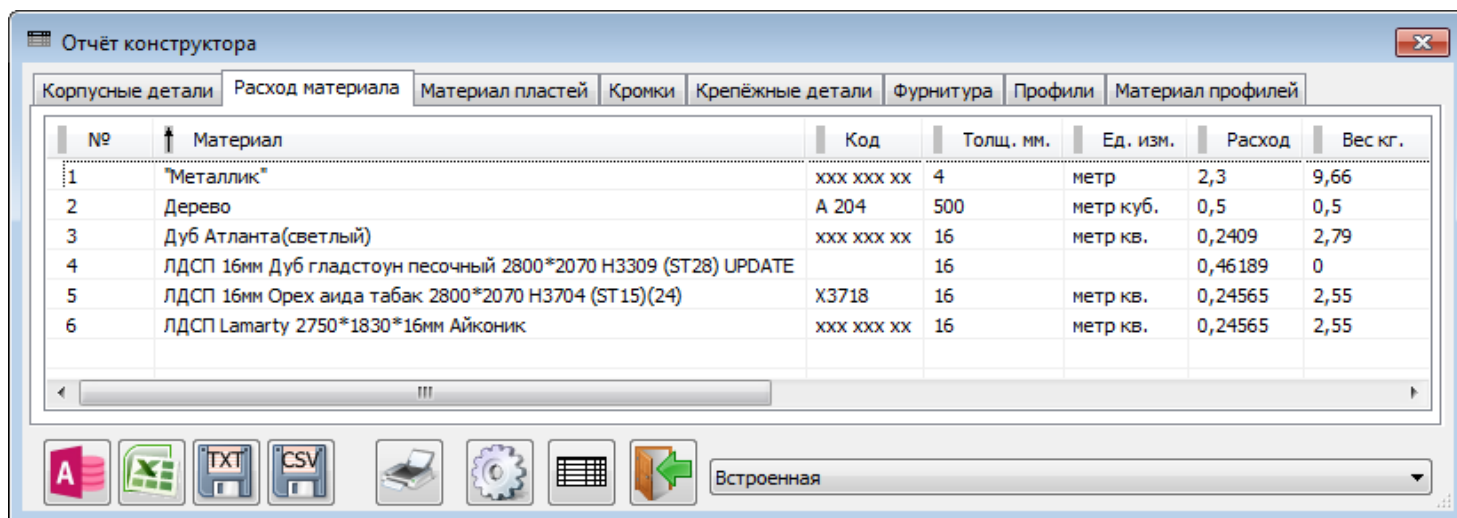 Отчёт конструктора
Корпусные детали Расход материала Материал пластей Кромки Крепёжные детали Фурнитура Профили Материал профилей
№ Материал Код Толщ. мм. Ед. изм. Расход Вес кг.
1 "Металлик" xxx xxx xx 4 метр 2,3 9,66
2 Дерево A 204 500 метр куб. 0,5 0,5
3 Дуб Атланта(светлый) xxx xxx xx 16 метр кв. 0,2409 2,79
4 ЛДСП 16мм Дуб гладстоун песочный 2800*2070 H3309 (ST28) UPDATE 16 0,46189 0
5 ЛДСП 16мм Орех аида табак 2800*2070 H3704 (ST15)(24) X3718 16 метр кв. 0,24565 2,55
6 ЛДСП Lamarty 2750*1830*16мм Айконик xxx xxx xx 16 метр кв. 0,24565 2,55
A X TXT CSV Встроенная